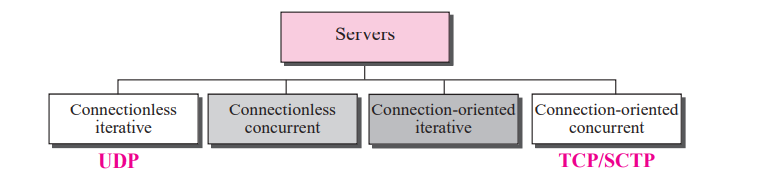 Servers
Connectionless
iterative
Connectionless
concurrent
Connection-oriented
iterative
Connection-oriented
concurrent
UDP
TCP/SCTP